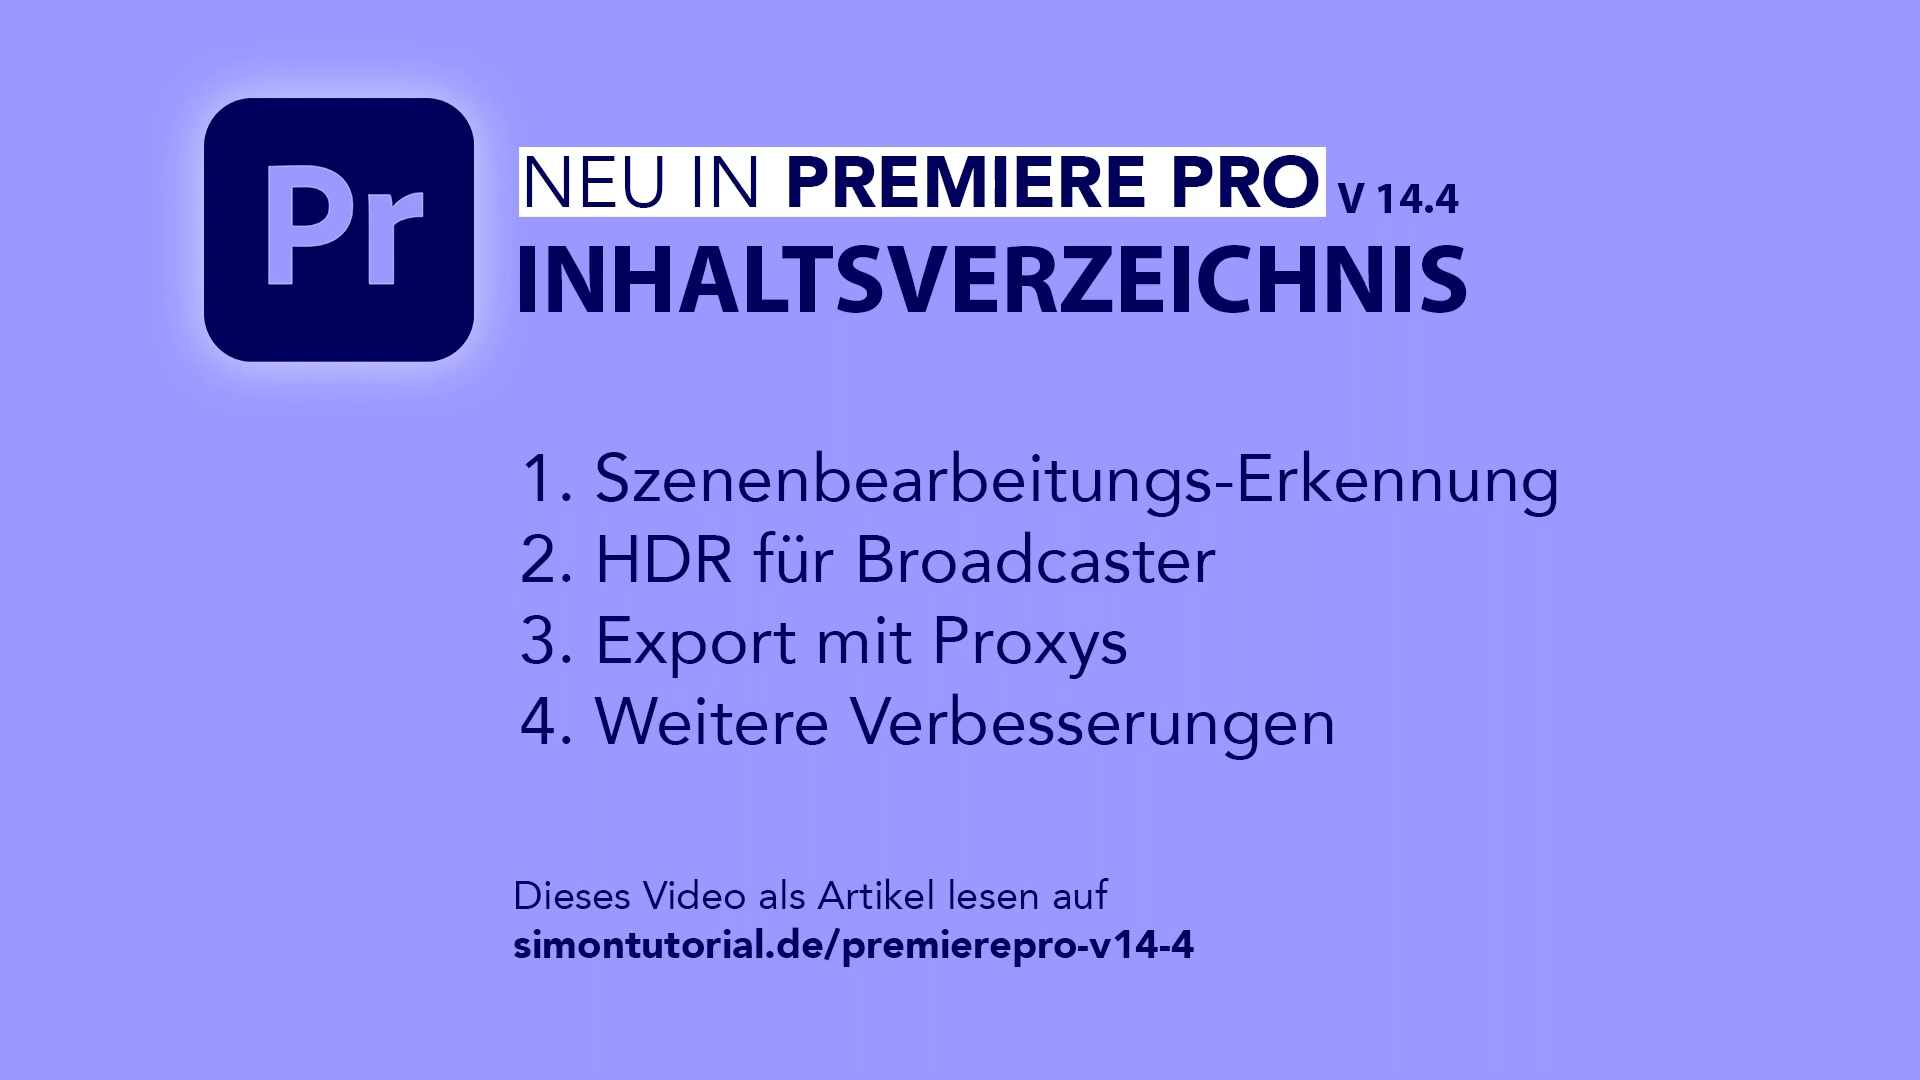 Pr
NEU IN PREMIERE PRO V 14.4
INHALTSVERZEICHNIS
1. Szenenbearbeitungs-Erkennung
2. HDR für Broadcaster
3. Export mit Proxys
4. Weitere Verbesserungen
Dieses Video als Artikel lesen auf
simontutorial.de/premierepro-v14-4